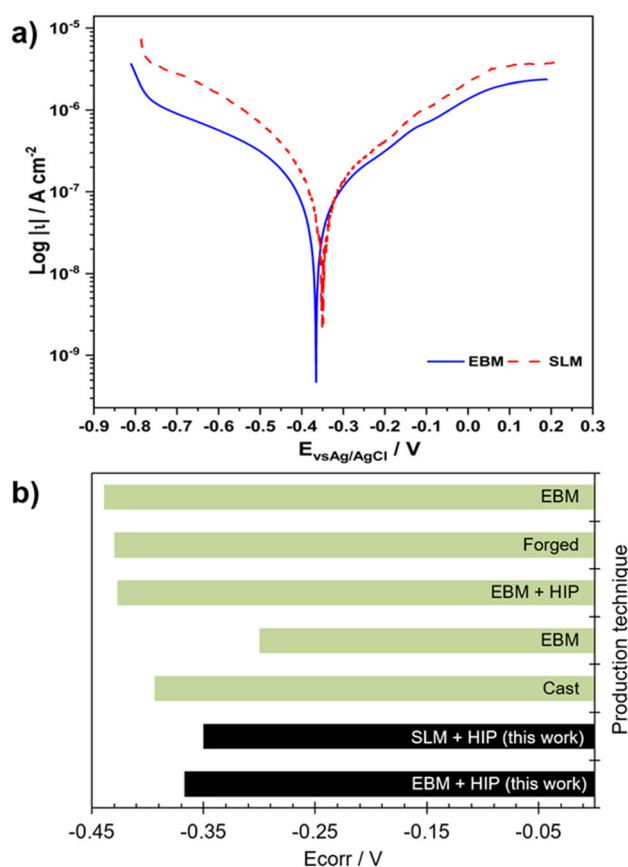 a)
10⁻⁵
10⁻⁶
10⁻⁷
10⁻⁸
10⁻⁹
Log |ι| / A cm⁻²
EBM
SLM
-0.9 -0.8 -0.7 -0.6 -0.5 -0.4 -0.3 -0.2 -0.1 0.0 0.1 0.2 0.3
E vsAg/AgCl / V
b)
EBM
Forged
EBM + HIP
EBM
Cast
SLM + HIP (this work)
EBM + HIP (this work)
Production technique
-0.45 -0.35 -0.25 -0.15 -0.05
Ecorr / V